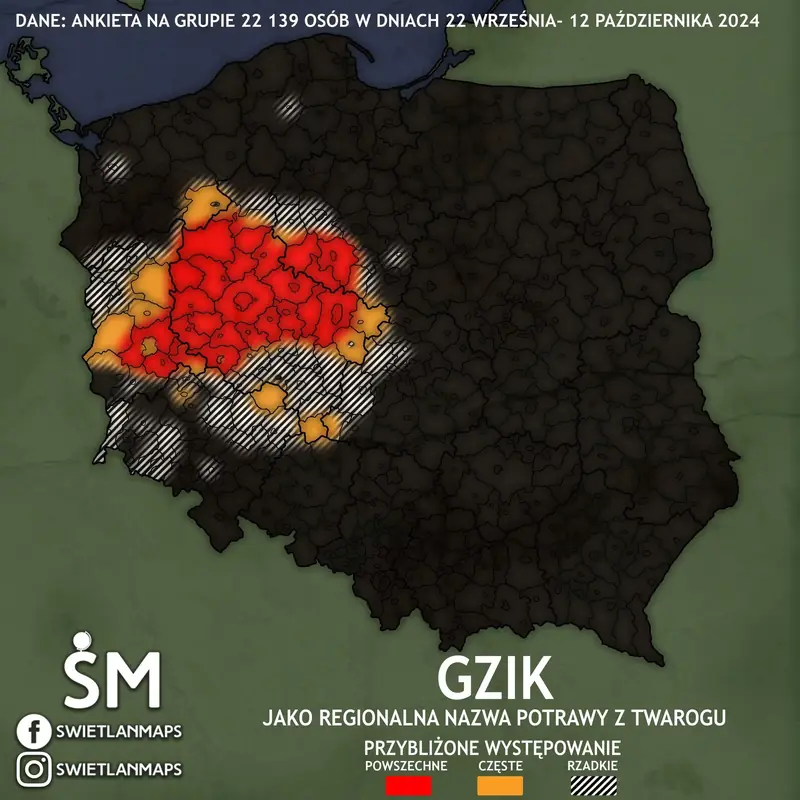 DANE: ANKIETA NA GRUPIE 22 139 OSÓB W DNIACH 22 WRZEŚNIA- 12 PAŹDZIERNIKA 2024
ŚM
SWIETLANMAPS
SWIETLANMAPS
GZIK
JAKO REGIONALNA NAZWA POTRAWY Z TWAROGU
PRZYBLIŻONE WYSTĘPOWANIE
POWSZECHNE CZĘSTE RZADKIE